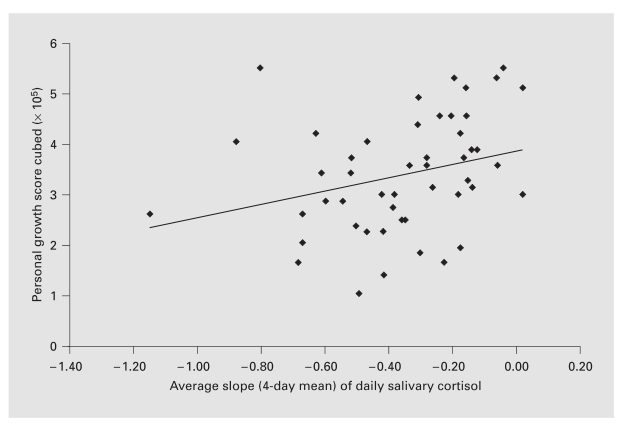 6
5
4
3
2
1
0
Personal growth score cubed (× 10⁵)
−1.40 −1.20 −1.00 −0.80 −0.60 −0.40 −0.20 0.00 0.20
Average slope (4-day mean) of daily salivary cortisol